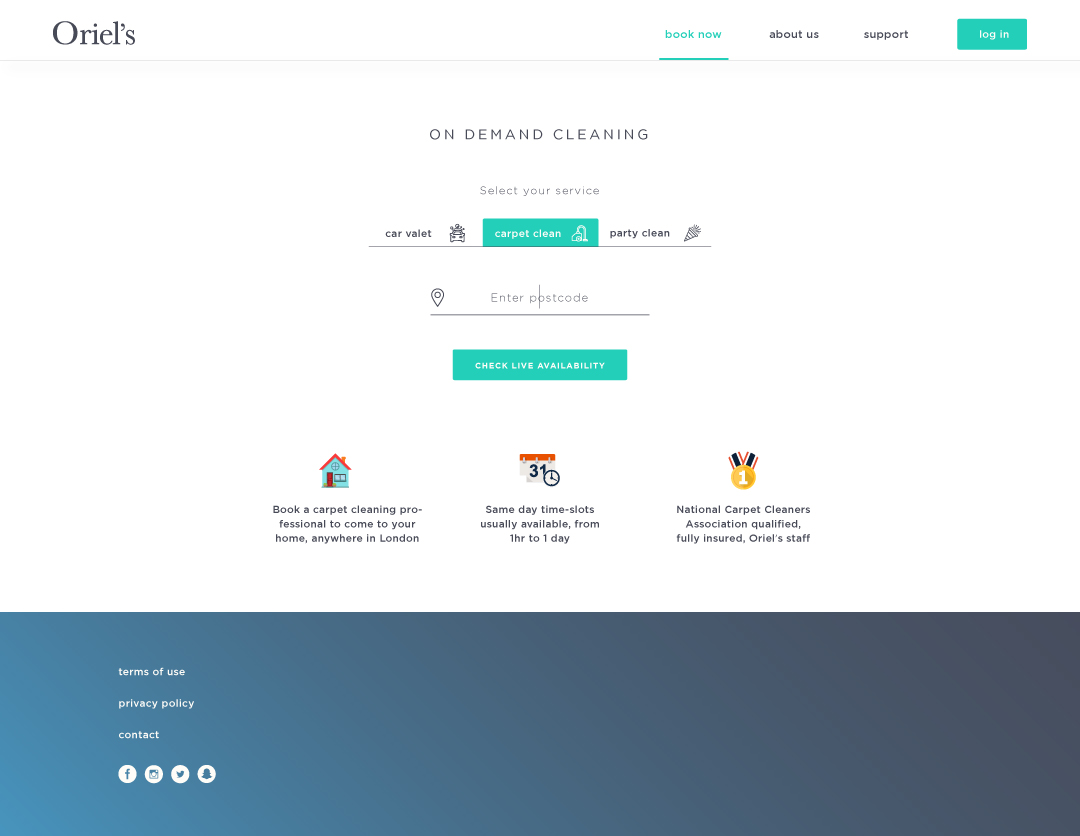 Oriel's
book now
about us
support
log in
ON DEMAND CLEANING
Select your service
car valet
carpet clean
party clean
Enter postcode
CHECK LIVE AVAILABILITY
31
1
Book a carpet cleaning pro-
fessional to come to your
home, anywhere in London
Same day time-slots
usually available, from
1hr to 1 day
National Carpet Cleaners
Association qualified,
fully insured, Oriel's staff
terms of use
privacy policy
contact